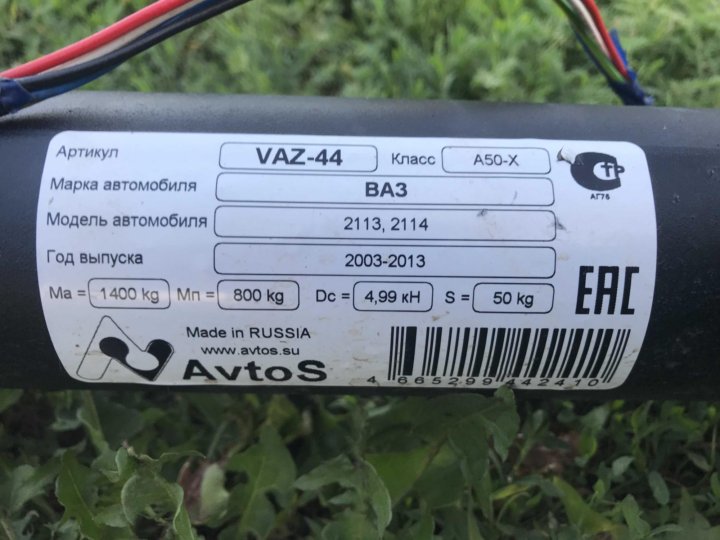 Артикул VAZ-44 Класс A50-X
Марка автомобиля ВАЗ
Модель автомобиля 2113, 2114
Год выпуска 2003-2013
Ma = 1400 kg Мп = 800 kg Dc = 4,99 кН S = 50 kg
Made in RUSSIA
www.avtos.su
AvtoS
4 665299 442410
АГ76
EAC